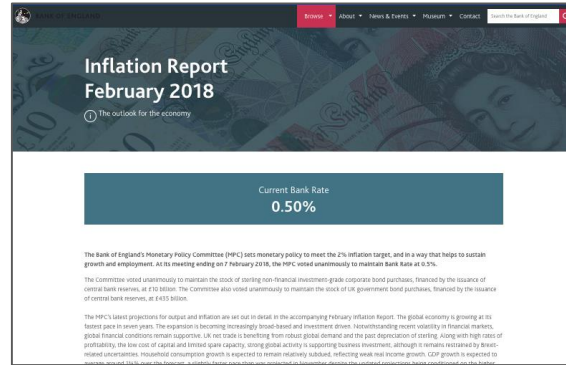 BANK OF ENGLAND
Browse About News & Events Museum Contact Search the Bank of England
Inflation Report
February 2018
The outlook for the economy
Current Bank Rate
0.50%
The Bank of England's Monetary Policy Committee (MPC) sets monetary policy to meet the 2% inflation target, and in a way that helps to sustain
growth and employment. At its meeting ending on 7 February 2018, the MPC voted unanimously to maintain Bank Rate at 0.5%.
The Committee voted unanimously to maintain the stock of sterling non-financial investment-grade corporate bond purchases, financed by the issuance of
central bank reserves, at £10 billion. The Committee also voted unanimously to maintain the stock of UK government bond purchases, financed by the issuance
of central bank reserves, at £435 billion.
The MPC's latest projections for output and inflation are set out in detail in the accompanying February Inflation Report. The global economy is growing at its
fastest pace in seven years. The expansion is becoming increasingly broad-based and investment driven. Notwithstanding recent volatility in financial markets,
global financial conditions remain supportive. UK net trade is benefiting from robust global demand and the past depreciation of sterling. Along with high rates of
profitability, the low cost of capital and limited spare capacity, strong global activity is supporting business investment, although it remains restrained by Brexit-
related uncertainties. Household consumption growth is expected to remain relatively subdued, reflecting weak real income growth. GDP growth is expected to